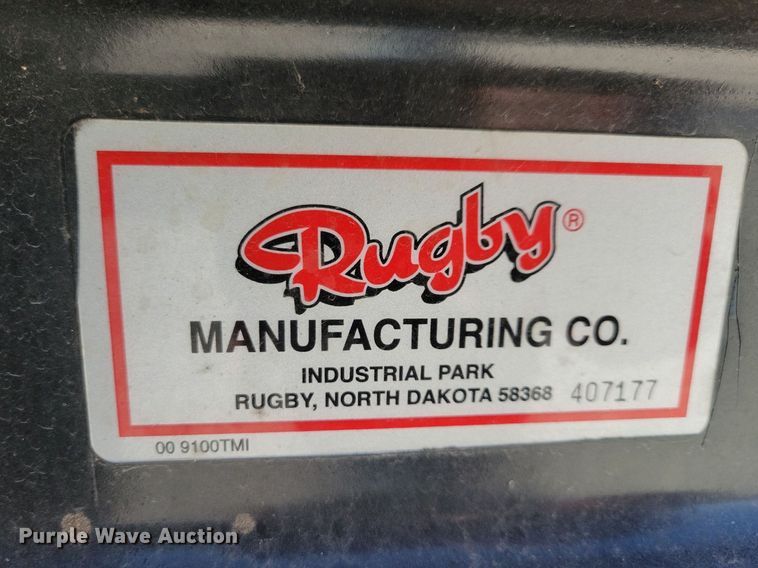 Rugby®
MANUFACTURING CO.
INDUSTRIAL PARK
RUGBY, NORTH DAKOTA 58368 407177
00 9100TMI
Purple Wave Auction